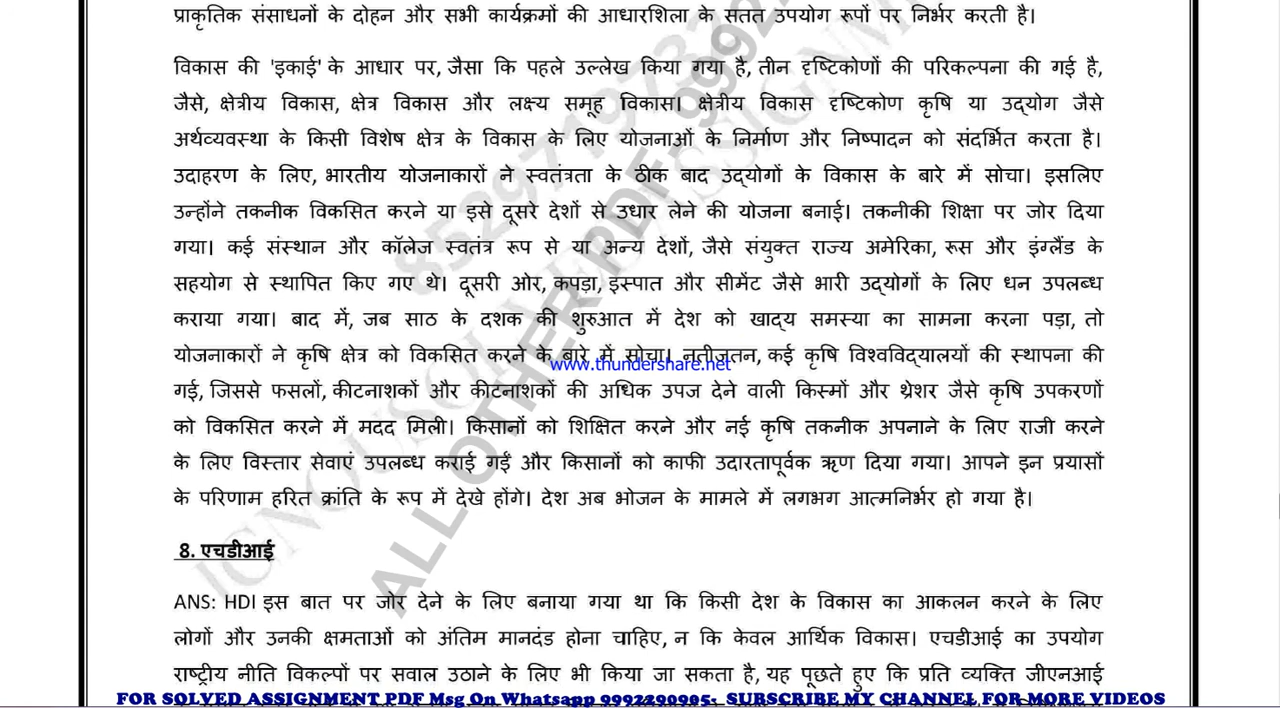 प्राकृतिक संसाधनों के दोहन और सभी कार्यक्रमों की आधारशिला के सतत उपयोग रूपों पर निर्भर करती है।
विकास की 'इकाई' के आधार पर, जैसा कि पहले उल्लेख किया गया है, तीन दृष्टिकोणों की परिकल्पना की गई है,
जैसे, क्षेत्रीय विकास, क्षेत्र विकास और लक्ष्य समूह विकास। क्षेत्रीय विकास दृष्टिकोण कृषि या उद्योग जैसे
अर्थव्यवस्था के किसी विशेष क्षेत्र के विकास के लिए योजनाओं के निर्माण और निष्पादन को संदर्भित करता है।
उदाहरण के लिए, भारतीय योजनाकारों ने स्वतंत्रता के ठीक बाद उद्योगों के विकास के बारे में सोचा। इसलिए
उन्होंने तकनीक विकसित करने या इसे दूसरे देशों से उधार लेने की योजना बनाई। तकनीकी शिक्षा पर जोर दिया
गया। कई संस्थान और कॉलेज स्वतंत्र रूप से या अन्य देशों, जैसे संयुक्त राज्य अमेरिका, रूस और इंग्लैंड के
सहयोग से स्थापित किए गए थे। दूसरी ओर, कपड़ा, इस्पात और सीमेंट जैसे भारी उद्योगों के लिए धन उपलब्ध
कराया गया। बाद में, जब साठ के दशक की शुरुआत में देश को खाद्य समस्या का सामना करना पड़ा, तो
योजनाकारों ने कृषि क्षेत्र को विकसित करने के बारे में सोचा। नतीजतन, कई कृषि विश्वविद्यालयों की स्थापना की
www.thundershare.net
गई, जिससे फसलों, कीटनाशकों और कीटनाशकों की अधिक उपज देने वाली किस्मों और थ्रेशर जैसे कृषि उपकरणों
को विकसित करने में मदद मिली। किसानों को शिक्षित करने और नई कृषि तकनीक अपनाने के लिए राजी करने
के लिए विस्तार सेवाएं उपलब्ध कराई गईं और किसानों को काफी उदारतापूर्वक ऋण दिया गया। आपने इन प्रयासों
के परिणाम हरित क्रांति के रूप में देखे होंगे। देश अब भोजन के मामले में लगभग आत्मनिर्भर हो गया है।
8. एचडीआई
ANS: HDI इस बात पर जोर देने के लिए बनाया गया था कि किसी देश के विकास का आकलन करने के लिए
लोगों और उनकी क्षमताओं को अंतिम मानदंड होना चाहिए, न कि केवल आर्थिक विकास। एचडीआई का उपयोग
राष्ट्रीय नीति विकल्पों पर सवाल उठाने के लिए भी किया जा सकता है, यह पूछते हुए कि प्रति व्यक्ति जीएनआई
FOR SOLVED ASSIGNMENT PDF Msg On Whatsapp 9992290905- SUBSCRIBE MY CHANNEL FOR MORE VIDEOS
ALL OTHER PDF- 9992